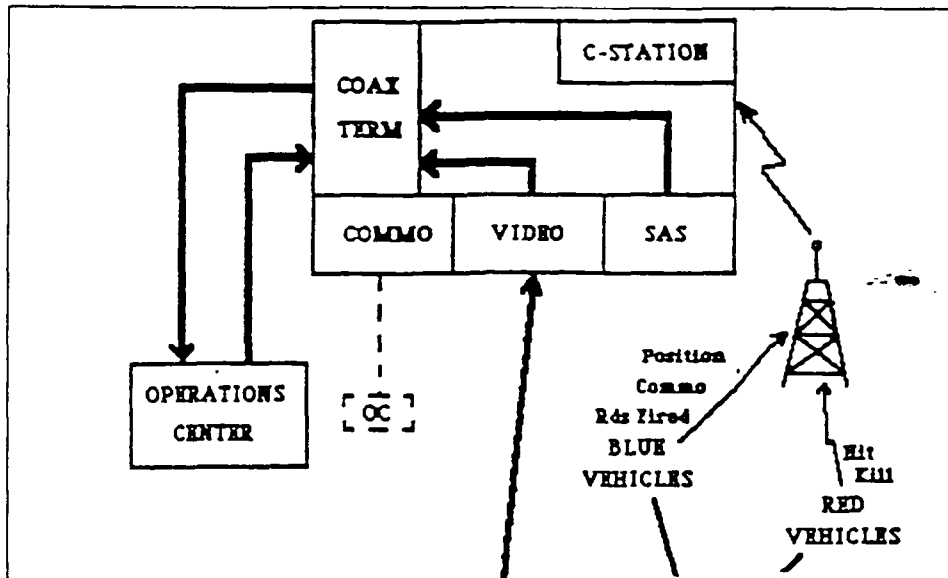 C-STATION
COAX
TERM
COMMO
VIDEO
SAS
OPERATIONS
CENTER
OC
Position
Commo
Rds Fired
BLUE
VEHICLES
Hit
Kill
RED
VEHICLES